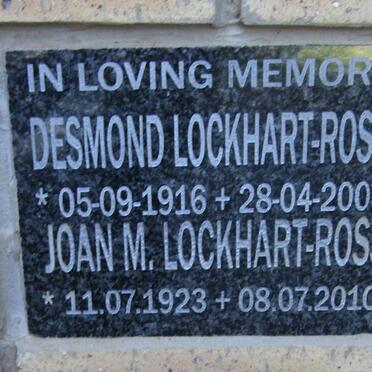 IN LOVING MEMOR
DESMOND LOCKHART-ROS
* 05-09-1916 + 28-04-200
JOAN M. LOCKHART-ROS
* 11.07.1923 + 08.07.2010